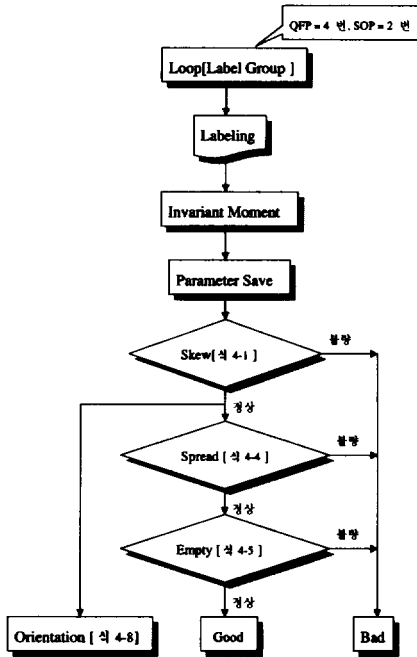 QFP = 4 번, SOP = 2 번
Loop[Label Group ]
Labeling
Invariant Moment
Parameter Save
Skew[ 식 4-1 ]
불량
정상
Spread [ 식 4-4 ]
불량
정상
Empty [ 식 4-5 ]
불량
정상
Orientation [ 식 4-8]
Good
Bad